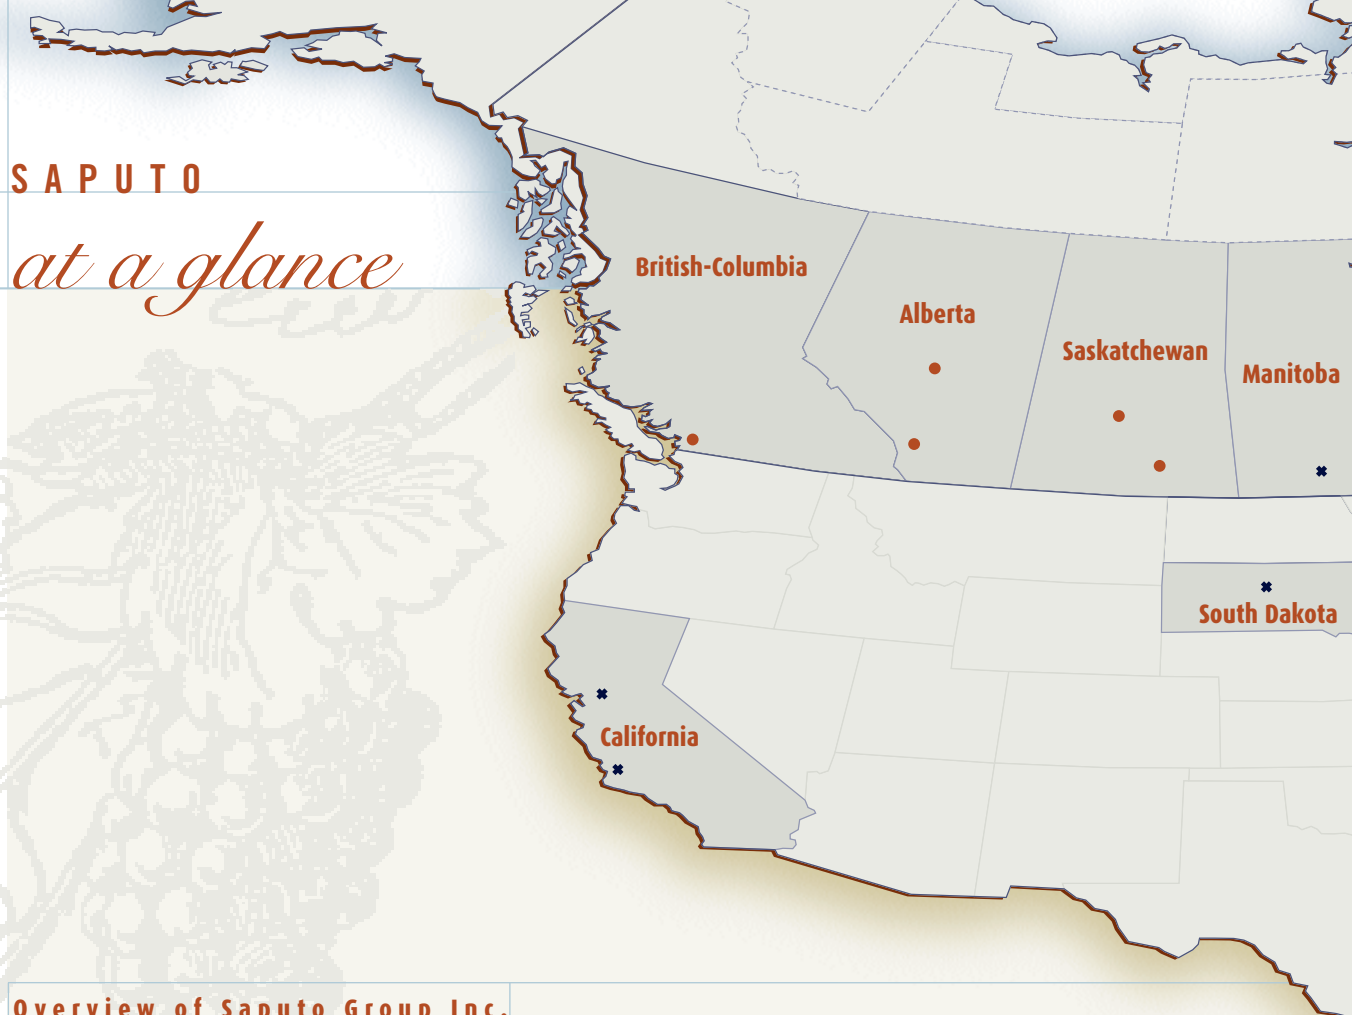 SAPUTO
at a glance
British-Columbia
Alberta
Saskatchewan
Manitoba
South Dakota
California
Overview of Saputo Group Inc.